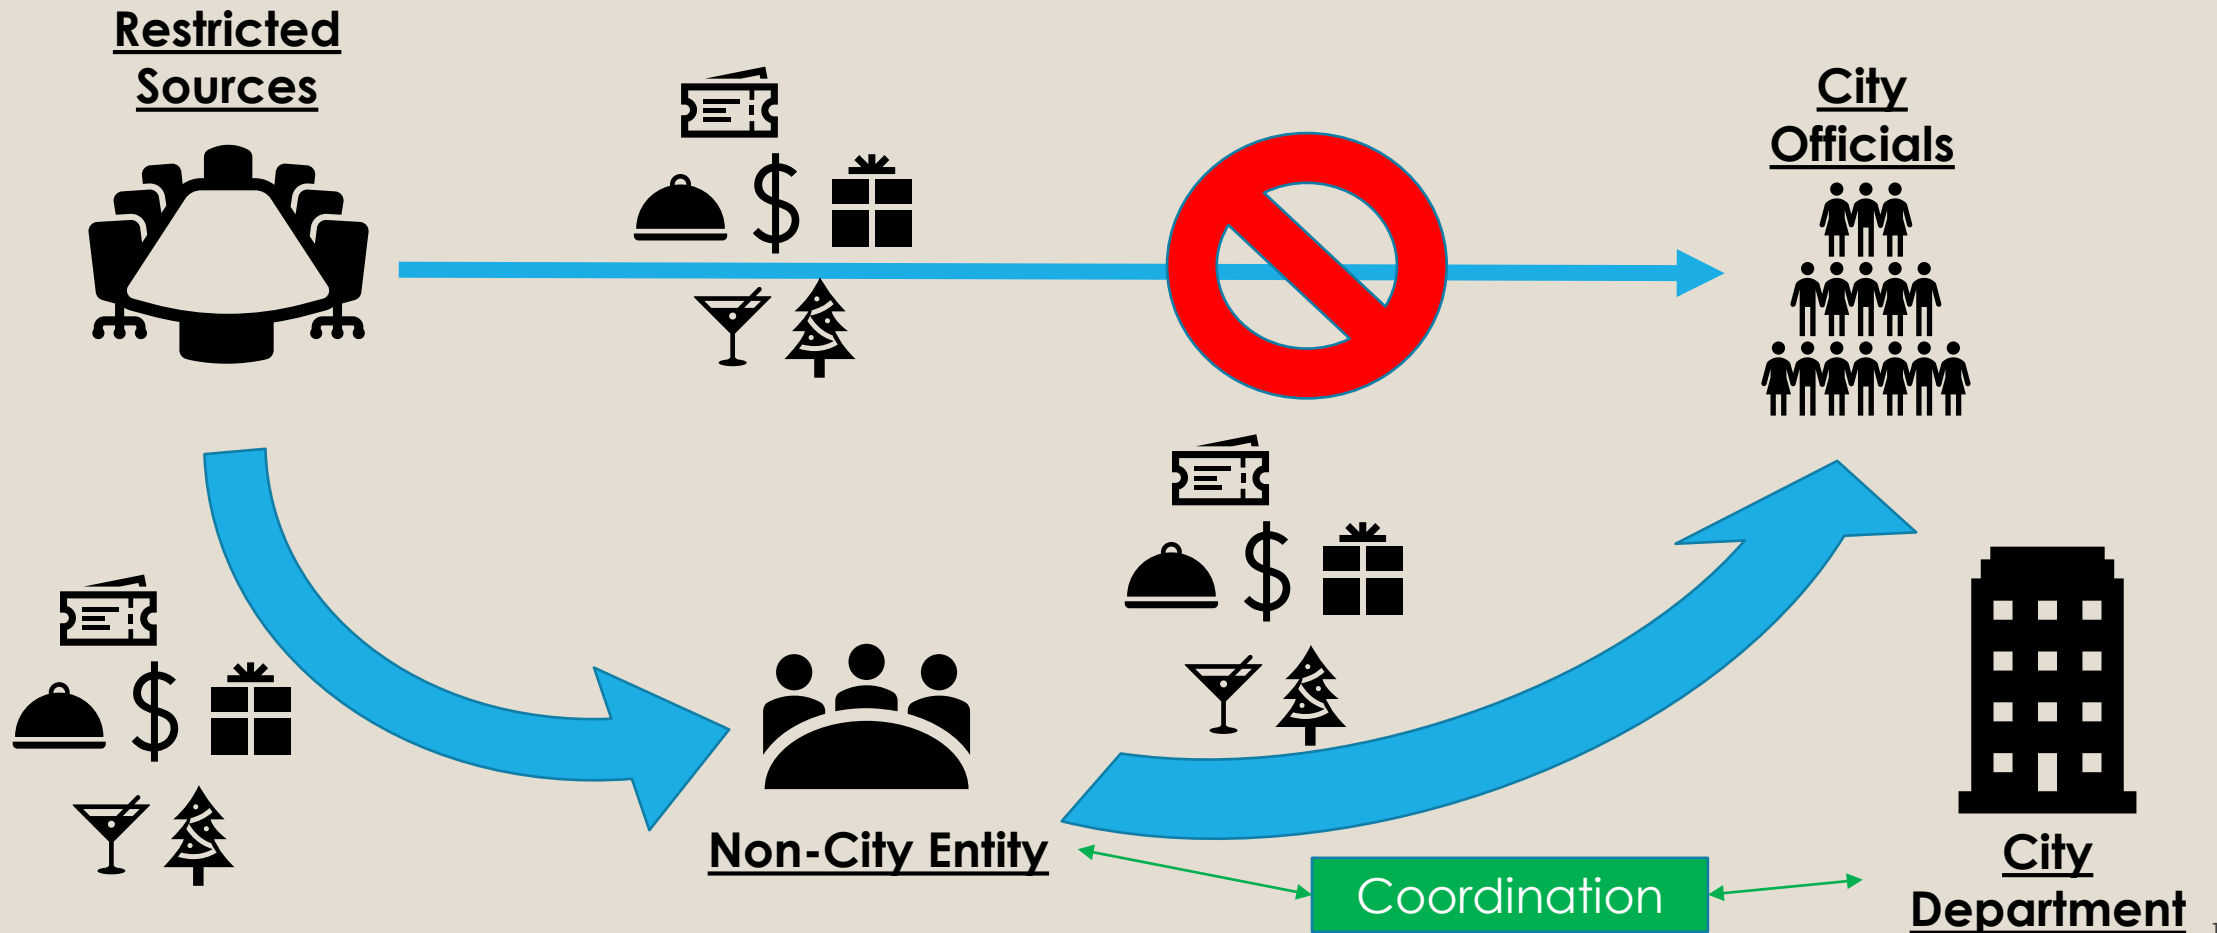 Restricted
Sources
City
Officials
Non-City Entity
Coordination
City
Department